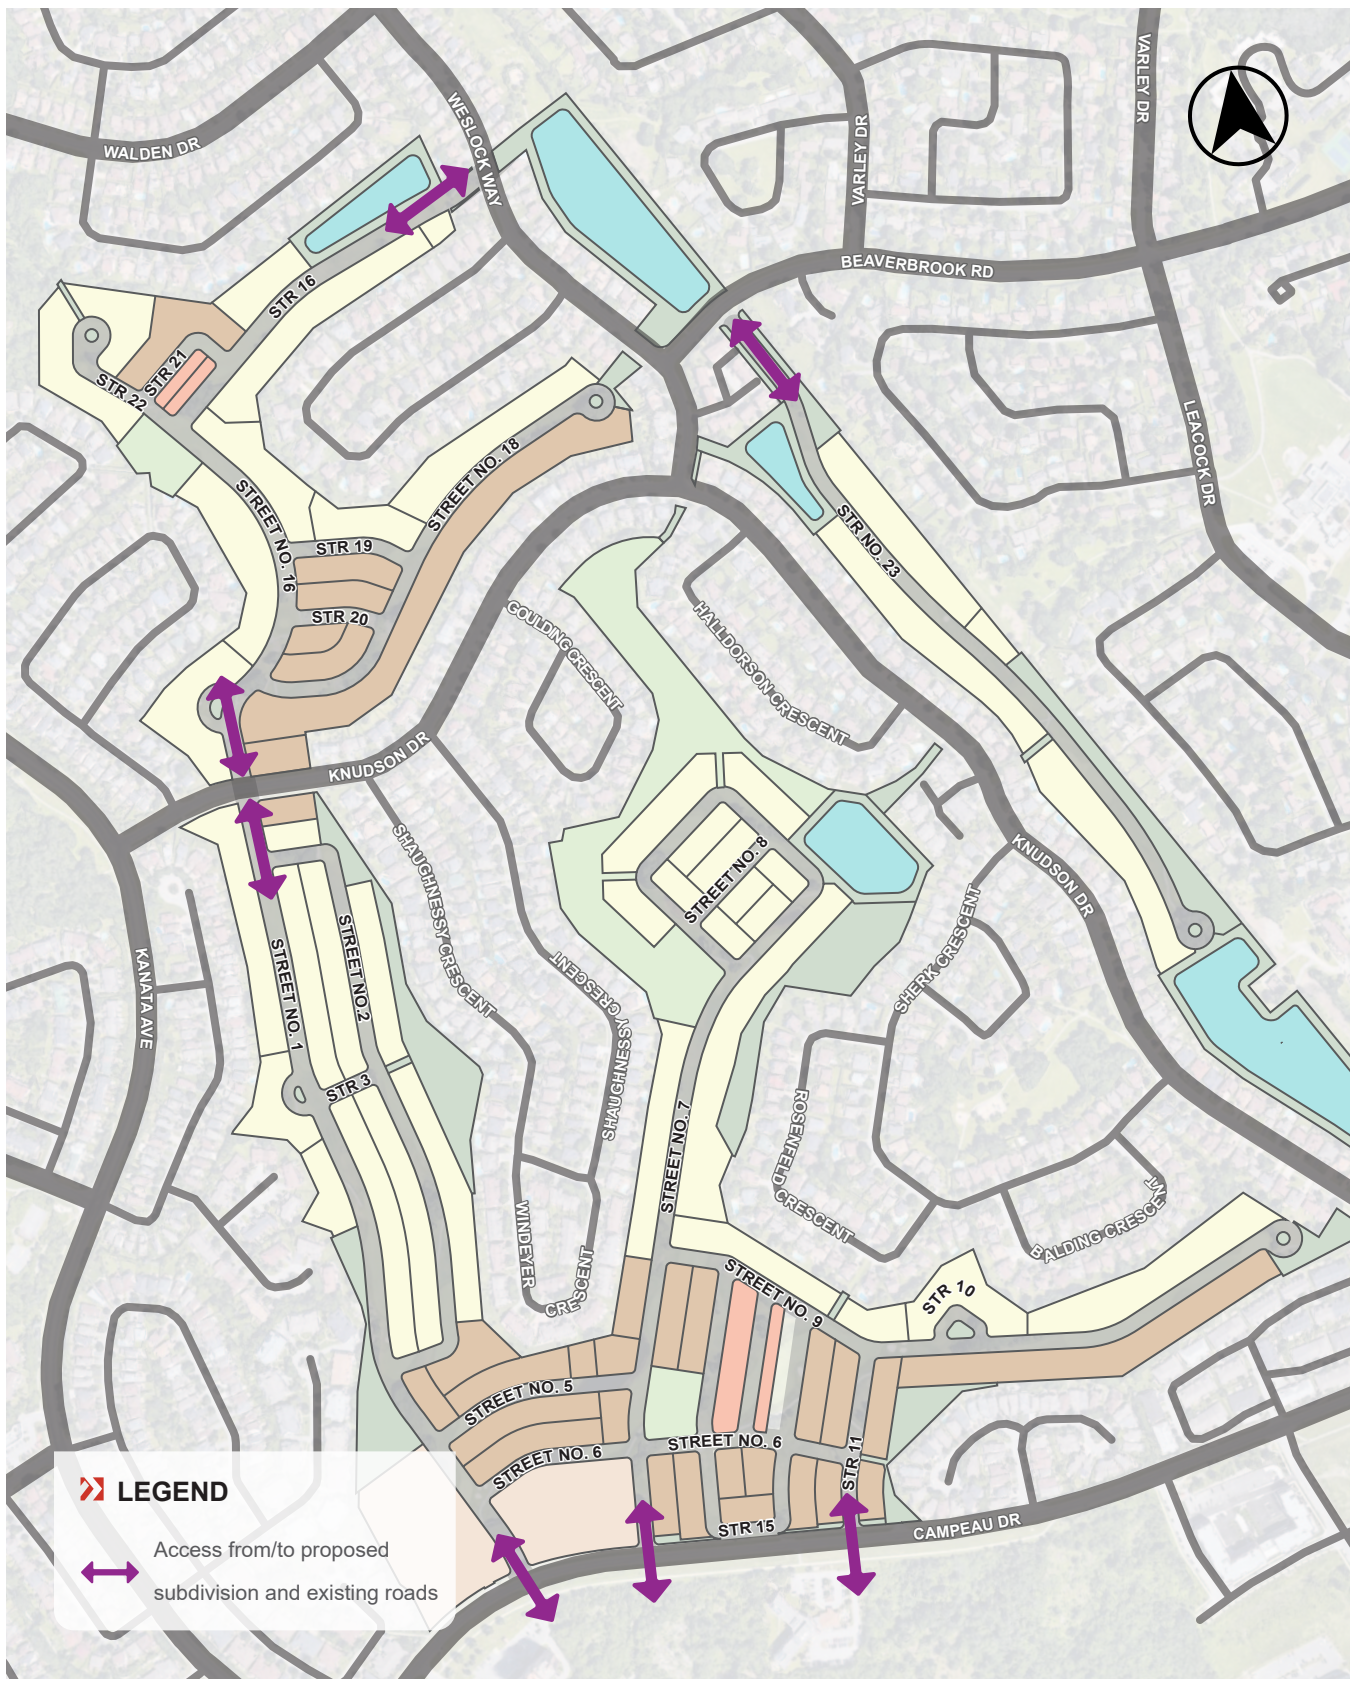 VARLEY DR
WESLOCK WAY
WALDEN DR
VARLEY DR
BEAVERBROOK RD
STR 16
STR 21
STR 22
LEACOCK DR
STREET NO. 18
STREET NO. 16
STR NO. 23
STR 19
STR 20
GOULDING CRESCENT
HALLDORSON CRESCENT
KNUDSON DR
SHAUGHNESSY CRESCENT
STREET NO. 8
KNUDSON DR
SHERK CRESCENT
KANATA AVE
STREET NO. 1
STREET NO.2
SHAUGHNESSY CRESCENT
SHAUGHNESSY
STR 3
STREET NO. 7
ROSENFELD
CRESCENT
BALDING CRESCENT
WINDEYER
CRESCENT
STREET NO. 9
STR 10
STREET NO. 5
STREET NO. 6
STREET NO. 6
STR 11
STR 15
CAMPEAU DR
LEGEND
Access from/to proposed
subdivision and existing roads